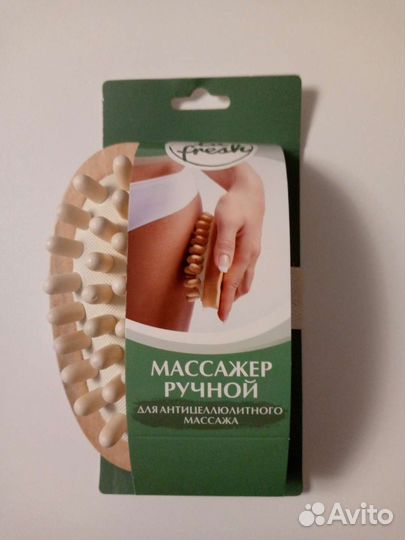 fresh
МАССАЖЕР
РУЧНОЙ
ДЛЯ АНТИЦЕЛЛЮЛИТНОГО
МАССАЖА
Avito